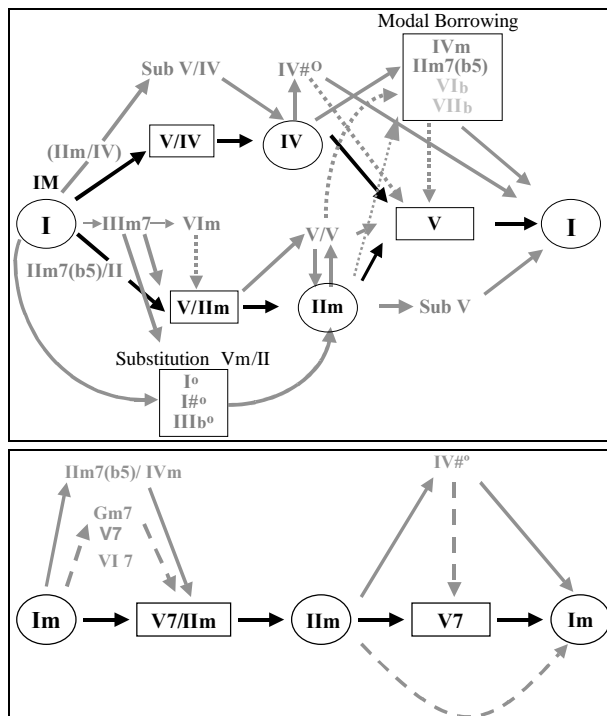 Modal Borrowing
IVm
IIm7(b5)
VIb
VIIb
Sub V/IV
IV#O
(IIm/IV)
V/IV
IV
IM
I
IIIm7
VIm
V/V
V
I
IIm7(b5)/II
V/IIm
IIm
Sub V
Substitution Vm/II
Io
I#o
IIIbo
IIm7(b5)/ IVm
IV#o
Gm7
V7
VI 7
Im
V7/IIm
IIm
V7
Im